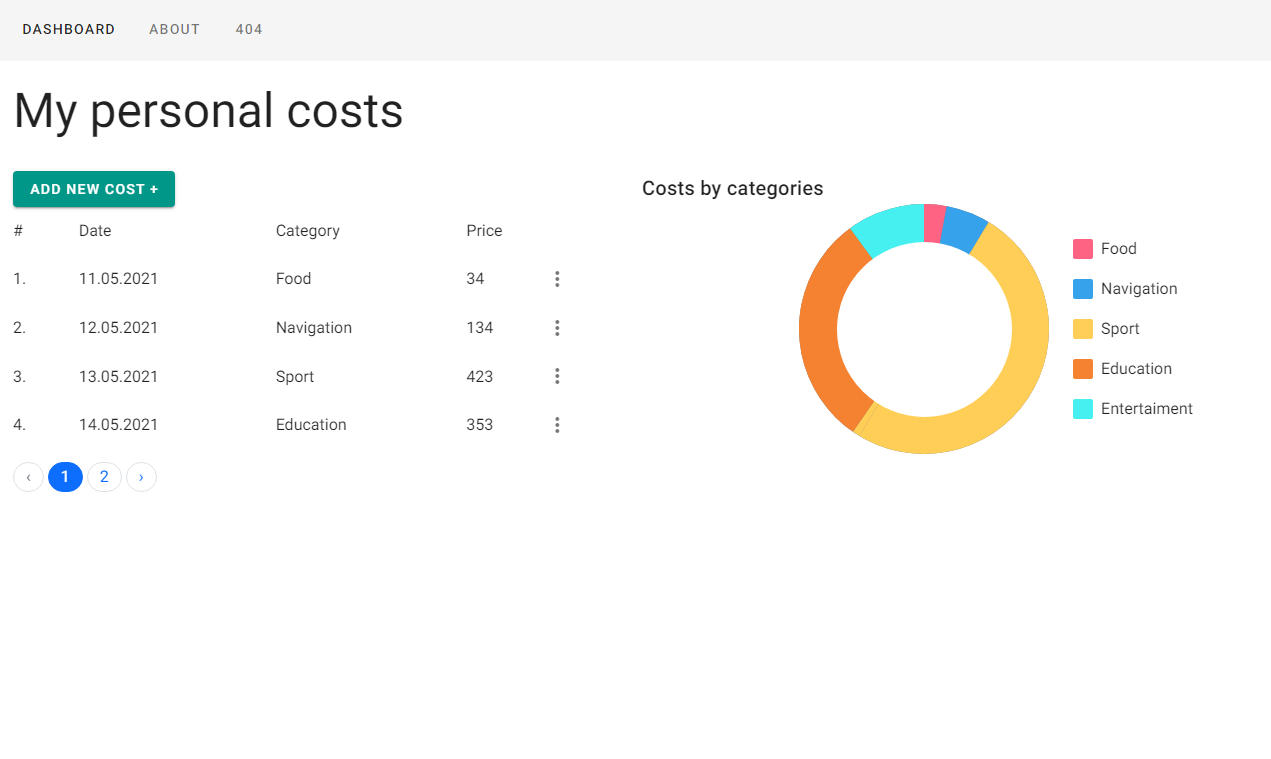 DASHBOARD ABOUT 404
My personal costs
ADD NEW COST +
# Date Category Price
1. 11.05.2021 Food 34
2. 12.05.2021 Navigation 134
3. 13.05.2021 Sport 423
4. 14.05.2021 Education 353
‹ 1 2 ›
Costs by categories
Food
Navigation
Sport
Education
Entertaiment